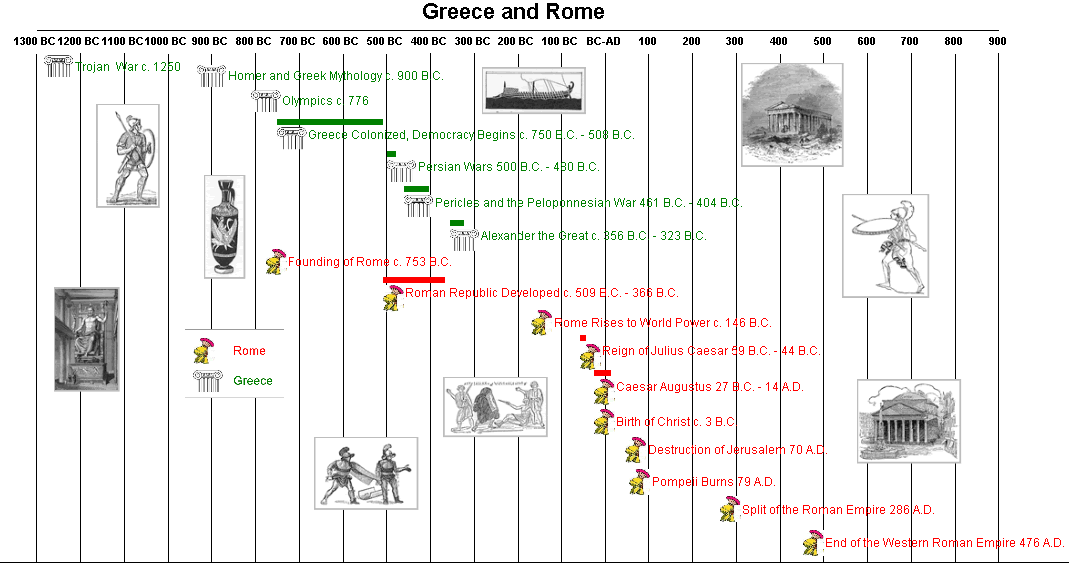 Greece and Rome
1300 BC 1200 BC 1100 BC 1000 BC 900 BC 800 BC 700 BC 600 BC 500 BC 400 BC 300 BC 200 BC 100 BC BC-AD 100 200 300 400 500 600 700 800 900
Trojan War c. 1250
Homer and Greek Mythology c. 900 B.C.
Olympics c. 776
Greece Colonized, Democracy Begins c. 750 B.C. - 508 B.C.
Persian Wars 500 B.C. - 480 B.C.
Pericles and the Peloponnesian War 461 B.C. - 404 B.C.
Alexander the Great c. 356 B.C. - 323 B.C.
Founding of Rome c. 753 B.C.
Roman Republic Developed c. 509 B.C. - 366 B.C.
Rome Rises to World Power c. 146 B.C.
Reign of Julius Caesar 59 B.C. - 44 B.C.
Caesar Augustus 27 B.C. - 14 A.D.
Birth of Christ c. 3 B.C
Destruction of Jerusalem 70 A.D.
Pompeii Burns 79 A.D.
Split of the Roman Empire 286 A.D.
End of the Western Roman Empire 476 A.D.
Rome
Greece